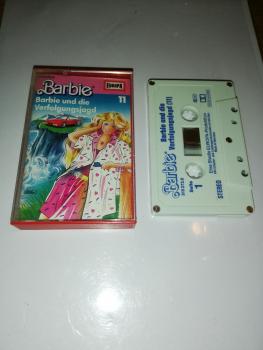 Barbie
EUROPA
Barbie und die
Verfolgungsjagd
11
Barbie
Barbie und die
Verfolgungsjagd (11)
Seite
1
STEREO